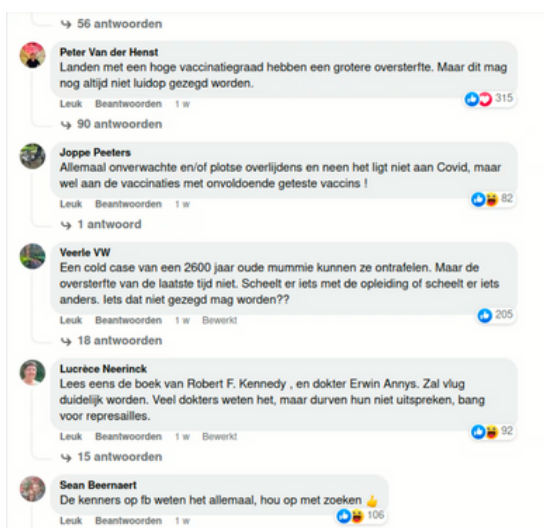 56 antwoorden
Peter Van der Henst
Landen met een hoge vaccinatiegraad hebben een grotere oversterfte. Maar dit mag
nog altijd niet luidop gezegd worden.
Leuk Beantwoorden 1 w 315
90 antwoorden
Joppe Peeters
Allemaal onverwachte en/of plotse overlijdens en neen het ligt niet aan Covid, maar
wel aan de vaccinaties met onvoldoende geteste vaccins !
Leuk Beantwoorden 1 w 82
1 antwoord
Veerle VW
Een cold case van een 2600 jaar oude mummie kunnen ze ontrafelen. Maar de
oversterfte van de laatste tijd niet. Scheelt er iets met de opleiding of scheelt er iets
anders. Iets dat niet gezegd mag worden??
Leuk Beantwoorden 1 w Bewerkt 205
18 antwoorden
Lucrèce Neerinck
Lees eens de boek van Robert F. Kennedy , en dokter Erwin Annys. Zal vlug
duidelijk worden. Veel dokters weten het, maar durven hun niet uitspreken, bang
voor represailles.
Leuk Beantwoorden 1 w Bewerkt 92
15 antwoorden
Sean Beernaert
De kenners op fb weten het allemaal, hou op met zoeken 👍
Leuk Beantwoorden 1 w 106